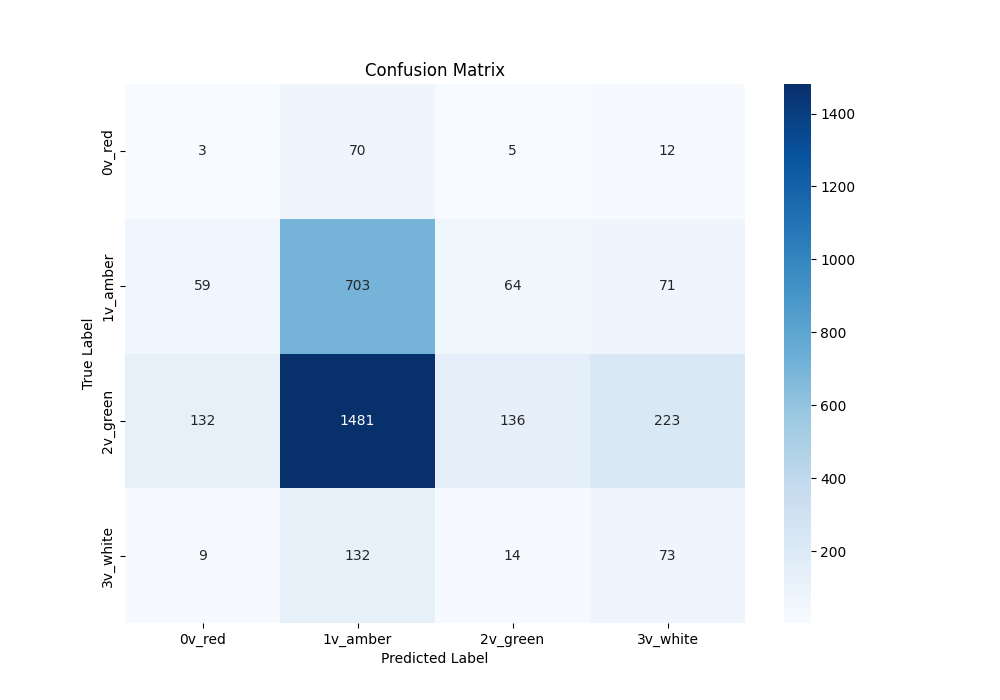 Confusion Matrix
True Label
0v_red
3 70 5 12
1v_amber
59 703 64 71
2v_green
132 1481 136 223
3v_white
9 132 14 73
0v_red 1v_amber 2v_green 3v_white
Predicted Label
1400
1200
1000
800
600
400
200